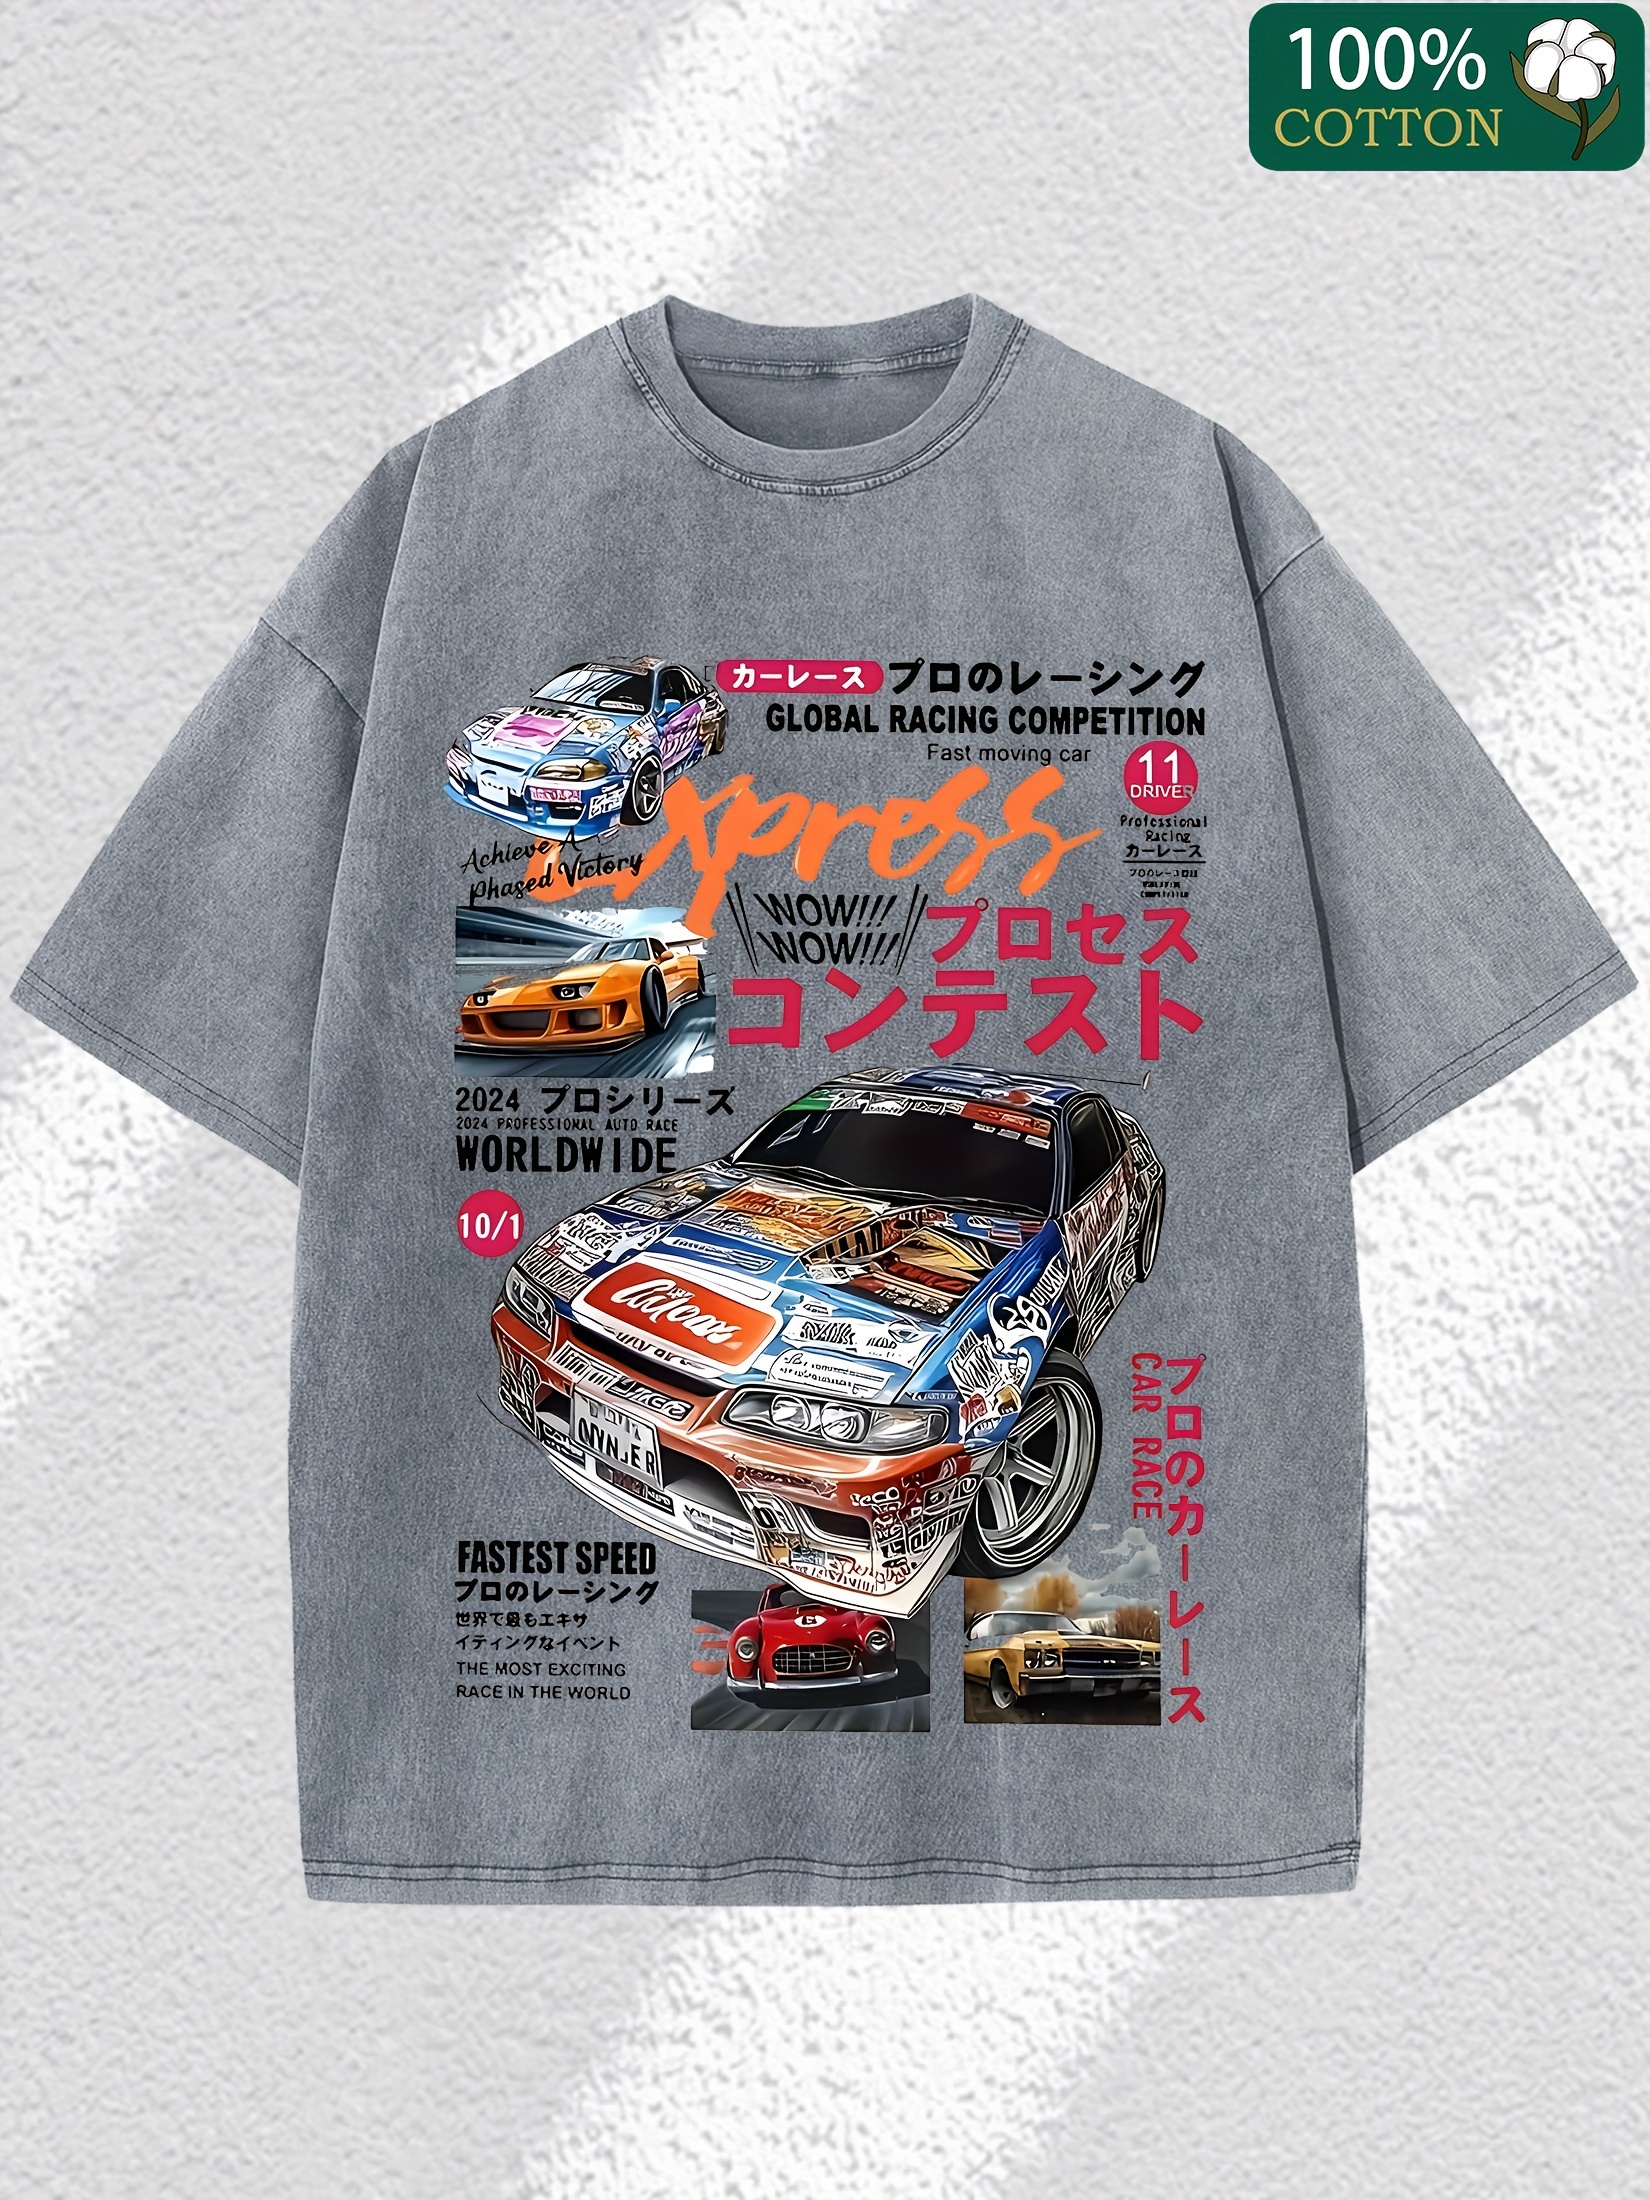 100%
COTTON
カーレース プロのレーシング
GLOBAL RACING COMPETITION
Fast moving car
11
DRIVER
Express
Professional
Racing
カーレース
Achieve A
Phased Victory
WOW!!!
WOW!!!
プロセス
コンテスト
2024 プロシリーズ
2024 PROFESSIONAL AUTO RACE
WORLDWIDE
10/1
プロのカーレース
CAR RACE
FASTEST SPEED
プロのレーシング
世界で最もエキサ
イティングなイベント
THE MOST EXCITING
RACE IN THE WORLD